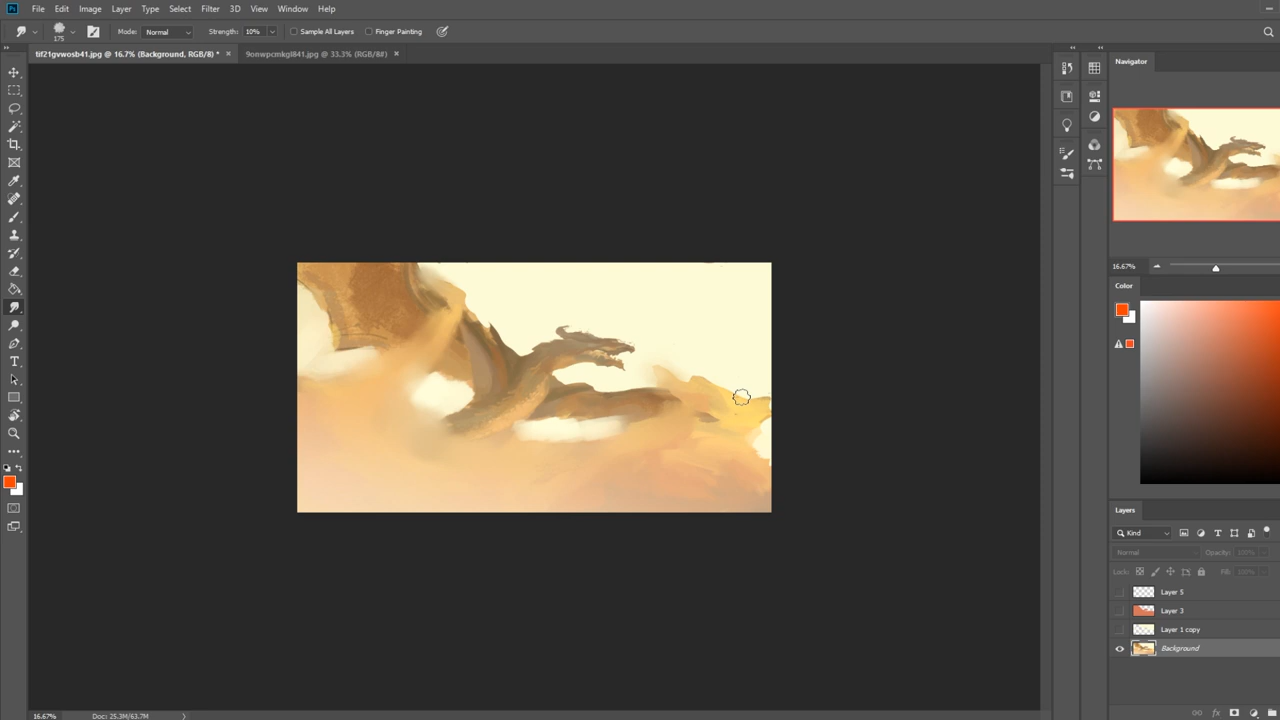 Ps File Edit Image Layer Type Select Filter 3D View Window Help
175 Mode: Normal Strength: 10% Sample All Layers Finger Painting
tif21gvwosb41.jpg @ 16.7% (Background, RGB/8) * × 9onwpcmkgl841.jpg @ 33.3% (RGB/8#) ×
Navigator
16.67%
Color
Layers
Kind
Normal Opacity: 100%
Lock: Fill: 100%
Layer 5
Layer 3
Layer 1 copy
Background
16.67% Doc: 25.3M/63.7M